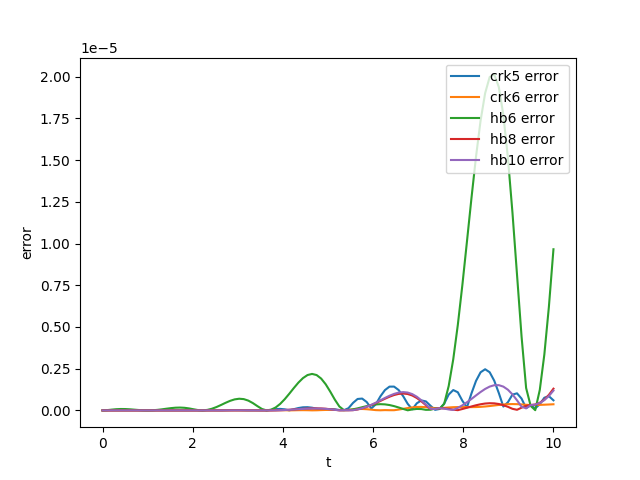 1e−5
2.00
1.75
1.50
1.25
1.00
0.75
0.50
0.25
0.00
error
0
2
4
6
8
10
t
crk5 error
crk6 error
hb6 error
hb8 error
hb10 error